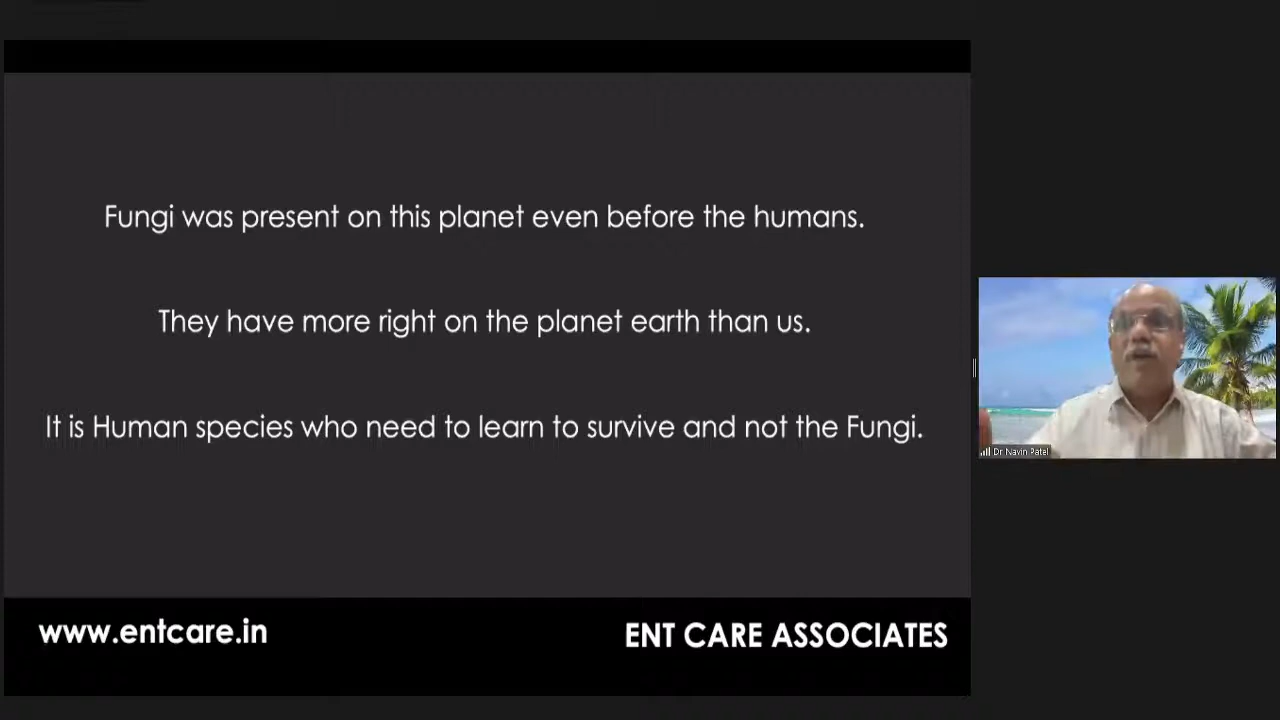 Fungi was present on this planet even before the humans.
They have more right on the planet earth than us.
It is Human species who need to learn to survive and not the Fungi.
Dr Navin Patel
www.entcare.in
ENT CARE ASSOCIATES